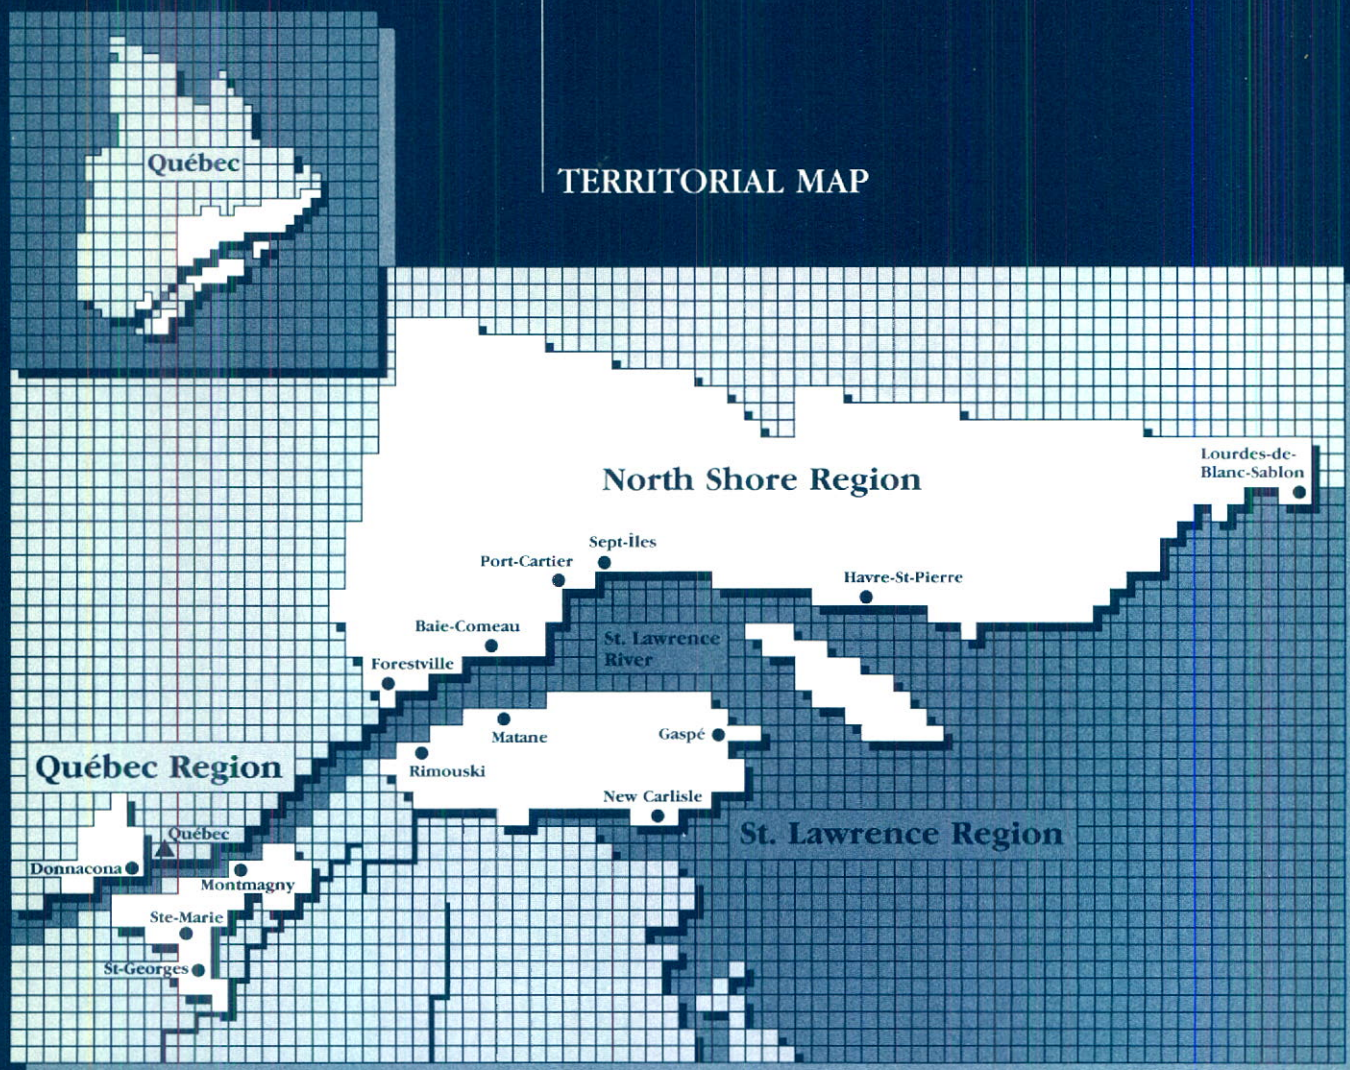 Québec
TERRITORIAL MAP
Lourdes-de-
Blanc-Sablon
North Shore Region
Sept-Îles
Port-Cartier
Havre-St-Pierre
Baie-Comeau
St. Lawrence
River
Forestville
Matane
Gaspé
Rimouski
Québec Region
New Carlisle
St. Lawrence Region
Québec
Donnacona
Montmagny
Ste-Marie
St-Georges